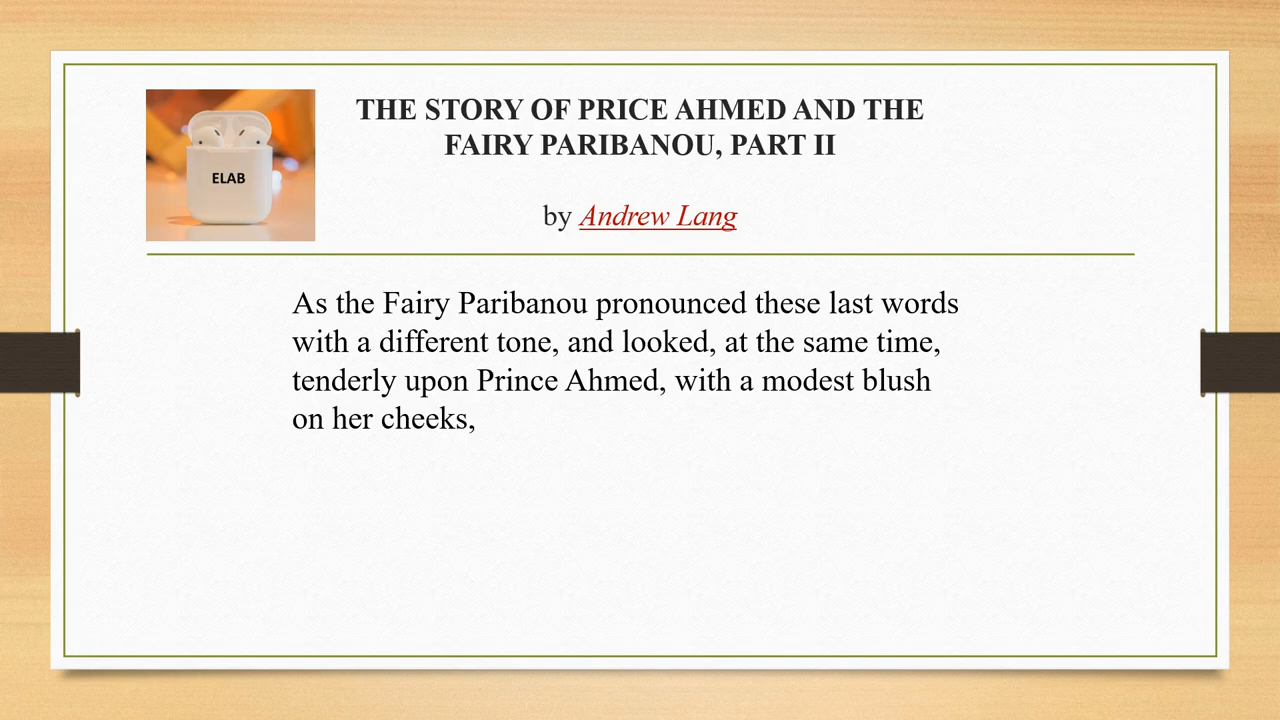 ELAB
THE STORY OF PRICE AHMED AND THE
FAIRY PARIBANOU, PART II
by Andrew Lang
As the Fairy Paribanou pronounced these last words
with a different tone, and looked, at the same time,
tenderly upon Prince Ahmed, with a modest blush
on her cheeks,